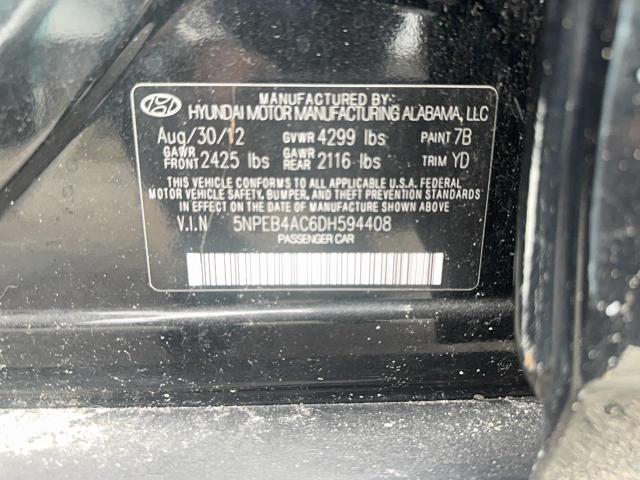 MANUFACTURED BY:
HYUNDAI MOTOR MANUFACTURING ALABAMA, LLC
Aug/30/12 GVWR 4299 lbs PAINT 7B
GAWR FRONT 2425 lbs GAWR REAR 2116 lbs TRIM YD
THIS VEHICLE CONFORMS TO ALL APPLICABLE U.S.A. FEDERAL
MOTOR VEHICLE SAFETY, BUMPER, AND THEFT PREVENTION STANDARDS
IN EFFECT ON THE DATE OF MANUFACTURE SHOWN ABOVE.
V.I.N 5NPEB4AC6DH594408
PASSENGER CAR